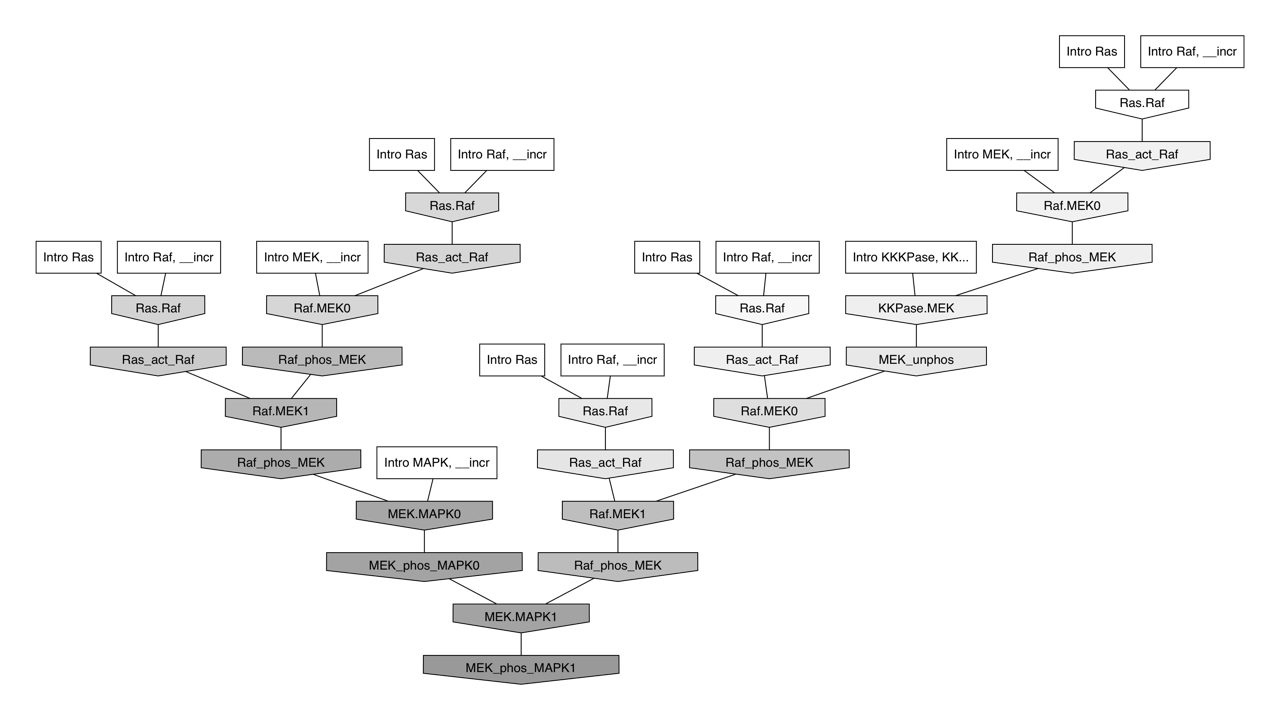 Intro Ras
Intro Raf, __incr
Ras.Raf
Intro Ras
Intro Raf, __incr
Intro MEK, __incr
Ras_act_Raf
Ras.Raf
Raf.MEK0
Intro Ras
Intro Raf, __incr
Intro MEK, __incr
Ras_act_Raf
Intro Ras
Intro Raf, __incr
Intro KKKPase, KK...
Raf_phos_MEK
Ras.Raf
Raf.MEK0
Ras.Raf
KKPase.MEK
Ras_act_Raf
Raf_phos_MEK
Intro Ras
Intro Raf, __incr
Ras_act_Raf
MEK_unphos
Raf.MEK1
Ras.Raf
Raf.MEK0
Raf_phos_MEK
Intro MAPK, __incr
Ras_act_Raf
Raf_phos_MEK
MEK.MAPK0
Raf.MEK1
MEK_phos_MAPK0
Raf_phos_MEK
MEK.MAPK1
MEK_phos_MAPK1